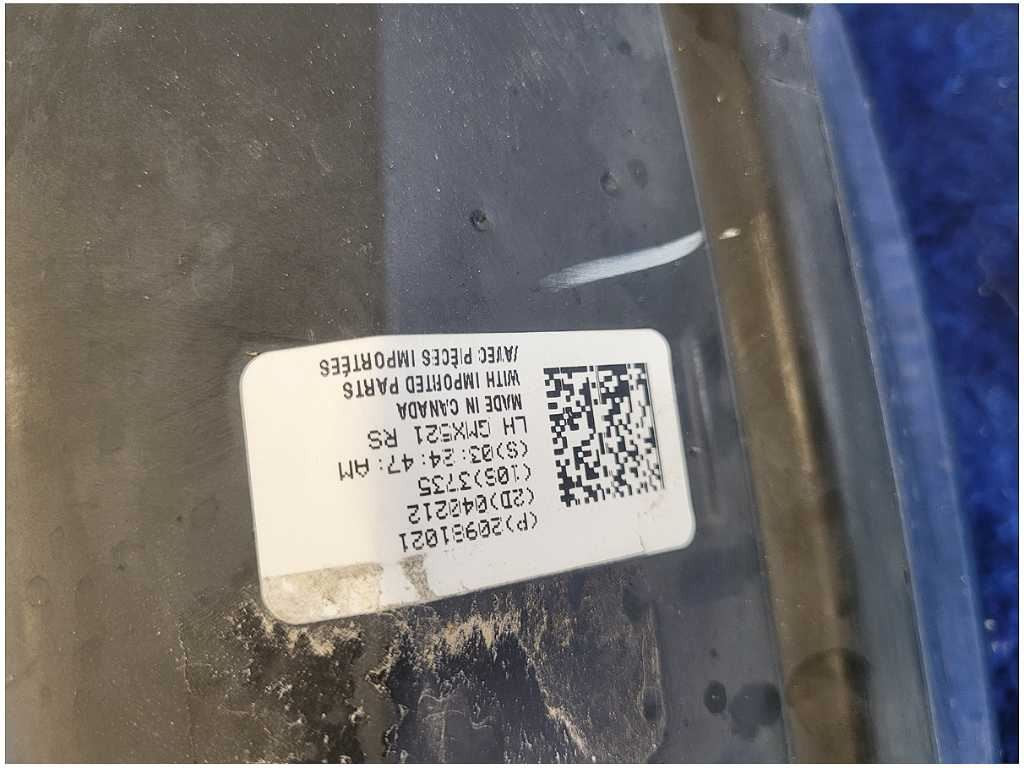 (P)20981021
(2D)040212
(10S)3735
(S)03:24:47:AM
LH GMX521 RS
MADE IN CANADA
WITH IMPORTED PARTS
/AVEC PIÈCES IMPORTÉES